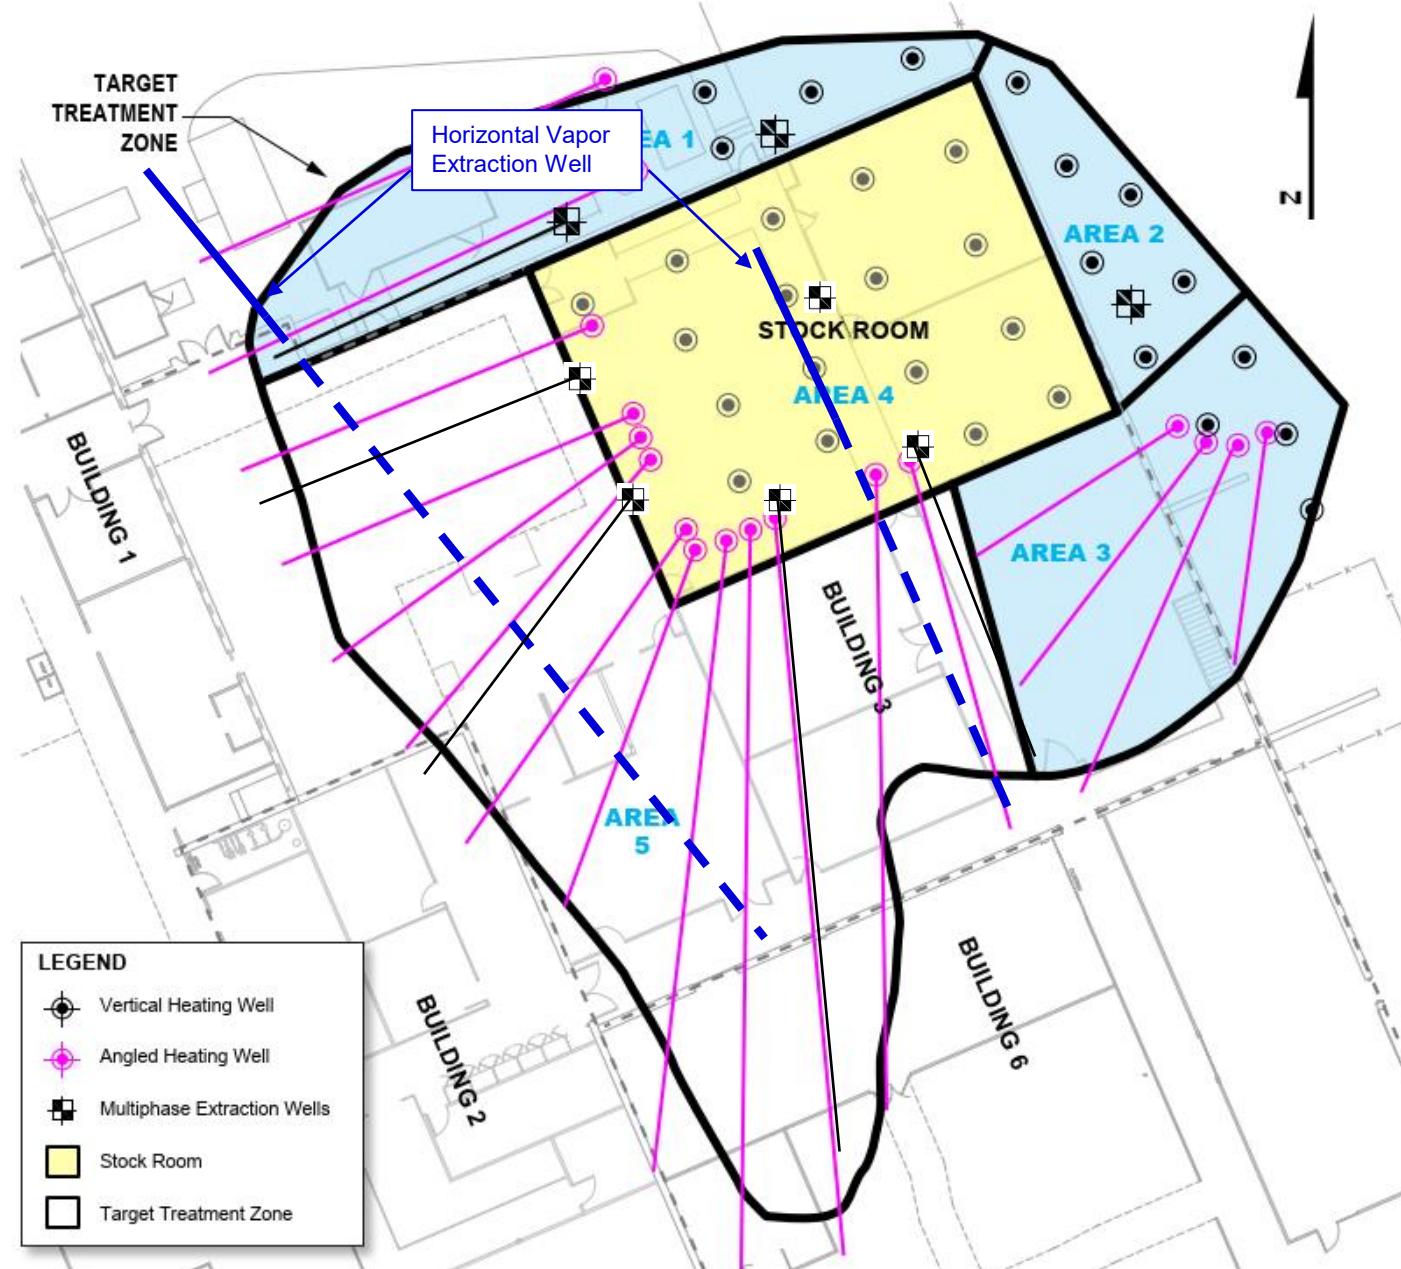 TARGET
TREATMENT
ZONE
Horizontal Vapor
Extraction Well
EA 1
N
AREA 2
STOCK ROOM
AREA 4
AREA 3
BUILDING 1
BUILDING 3
AREA
5
BUILDING 2
BUILDING 6
LEGEND
Vertical Heating Well
Angled Heating Well
Multiphase Extraction Wells
Stock Room
Target Treatment Zone